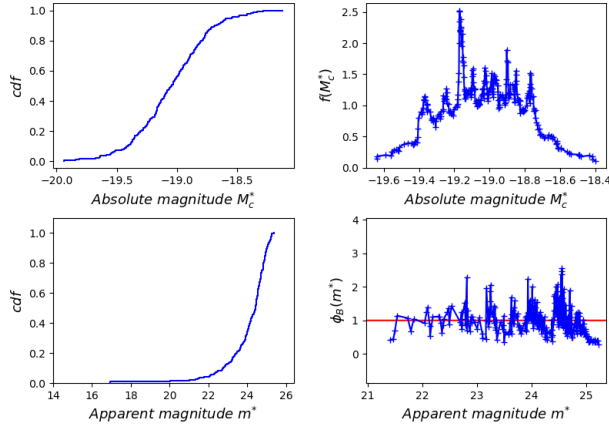 1.0
0.8
0.6
0.4
0.2
0.0
cdf
−20.0 −19.5 −19.0 −18.5
Absolute magnitude M*c
2.5
2.0
1.5
1.0
0.5
0.0
f(M*c)
−19.6 −19.4 −19.2 −19.0 −18.8 −18.6 −18.4
Absolute magnitude M*c
1.0
0.8
0.6
0.4
0.2
0.0
cdf
14 16 18 20 22 24 26
Apparent magnitude m*
4
3
2
1
0
ϕB(m*)
21 22 23 24 25
Apparent magnitude m*